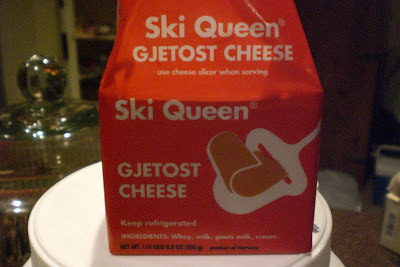 Ski Queen®
GJETOST CHEESE
use cheese slicer when serving
Ski Queen®
GJETOST
CHEESE
Keep refrigerated
INGREDIENTS: Whey, milk, goats milk, cream.
NET WT. 1/4 KILO 8.8 OZ (250 g) product of Norway